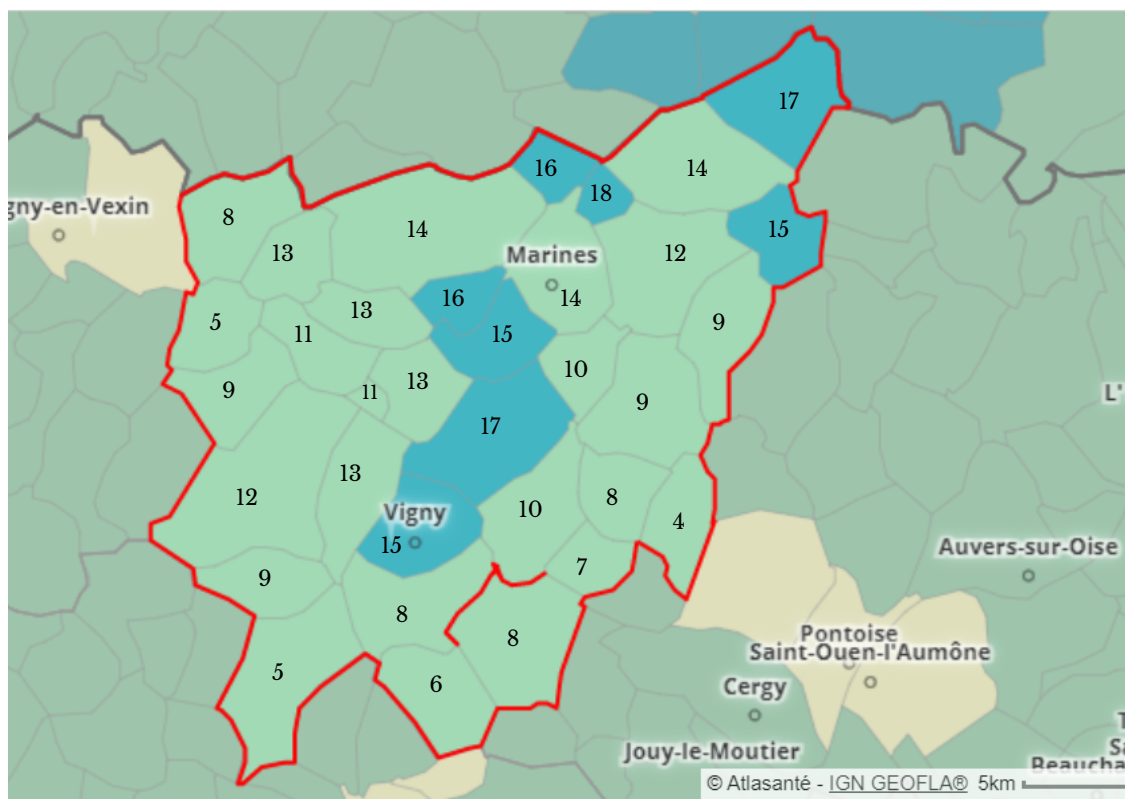 17
16
14
18
gny-en-Vexin
8
14
15
13
12
Marines
16
14
13
5
9
11
15
10
13
9
11
9
17
13
12
8
10
4
Vigny
15
Auvers-sur-Oise
7
9
8
Pontoise
8
Saint-Ouen-l'Aumône
5
6
Cergy
Jouy-le-Moutier
L'
T
Sa
Beaucha
© Atlasanté - IGN GEOFLA® 5km